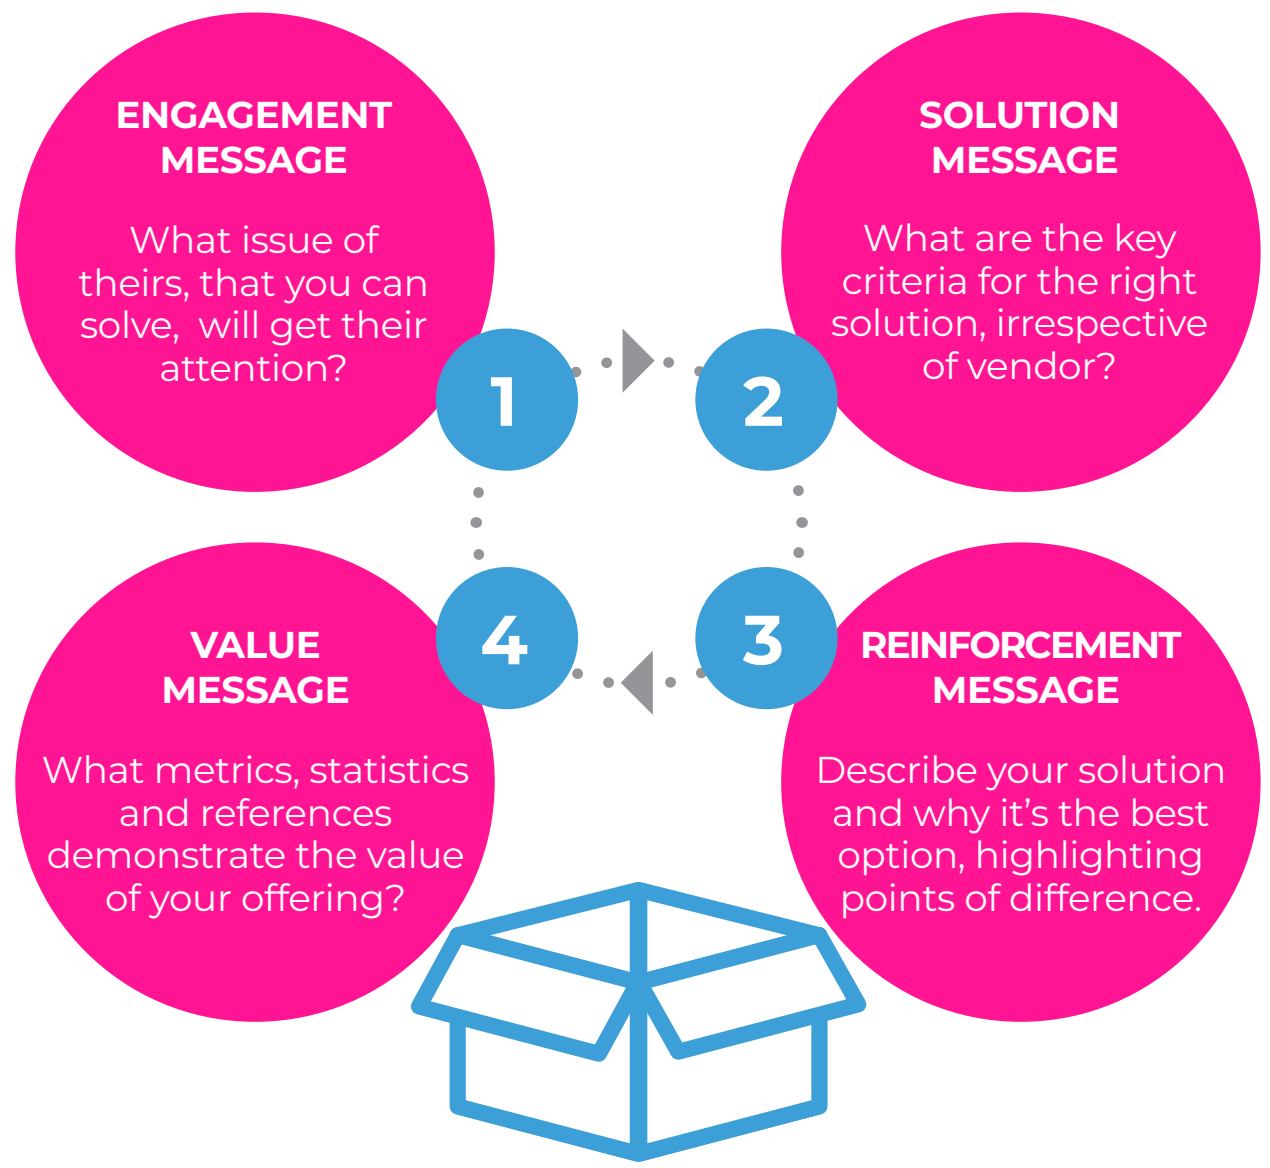 ENGAGEMENT
MESSAGE
What issue of
theirs, that you can
solve,  will get their
attention?
1
SOLUTION
MESSAGE
What are the key
criteria for the right
solution, irrespective
of vendor?
2
REINFORCEMENT
MESSAGE
Describe your solution
and why it’s the best
option, highlighting
points of difference.
3
VALUE
MESSAGE
What metrics, statistics
and references
demonstrate the value
of your offering?
4